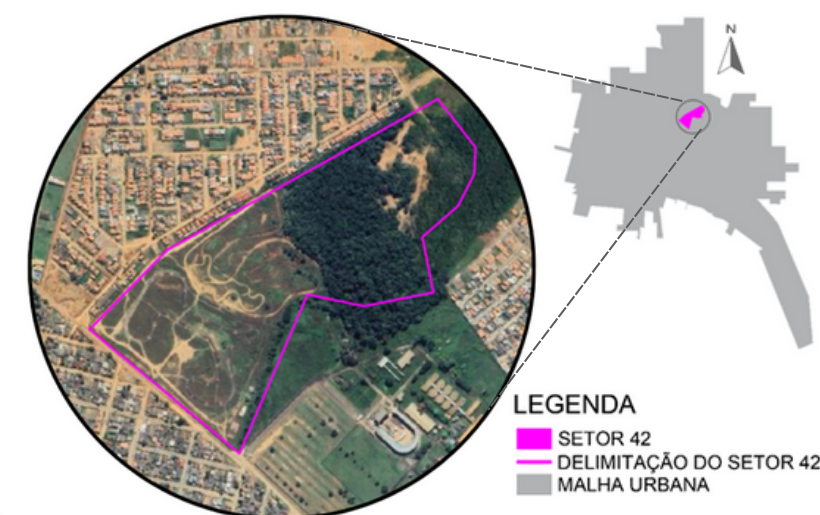 N
LEGENDA
SETOR 42
DELIMITAÇÃO DO SETOR 42
MALHA URBANA